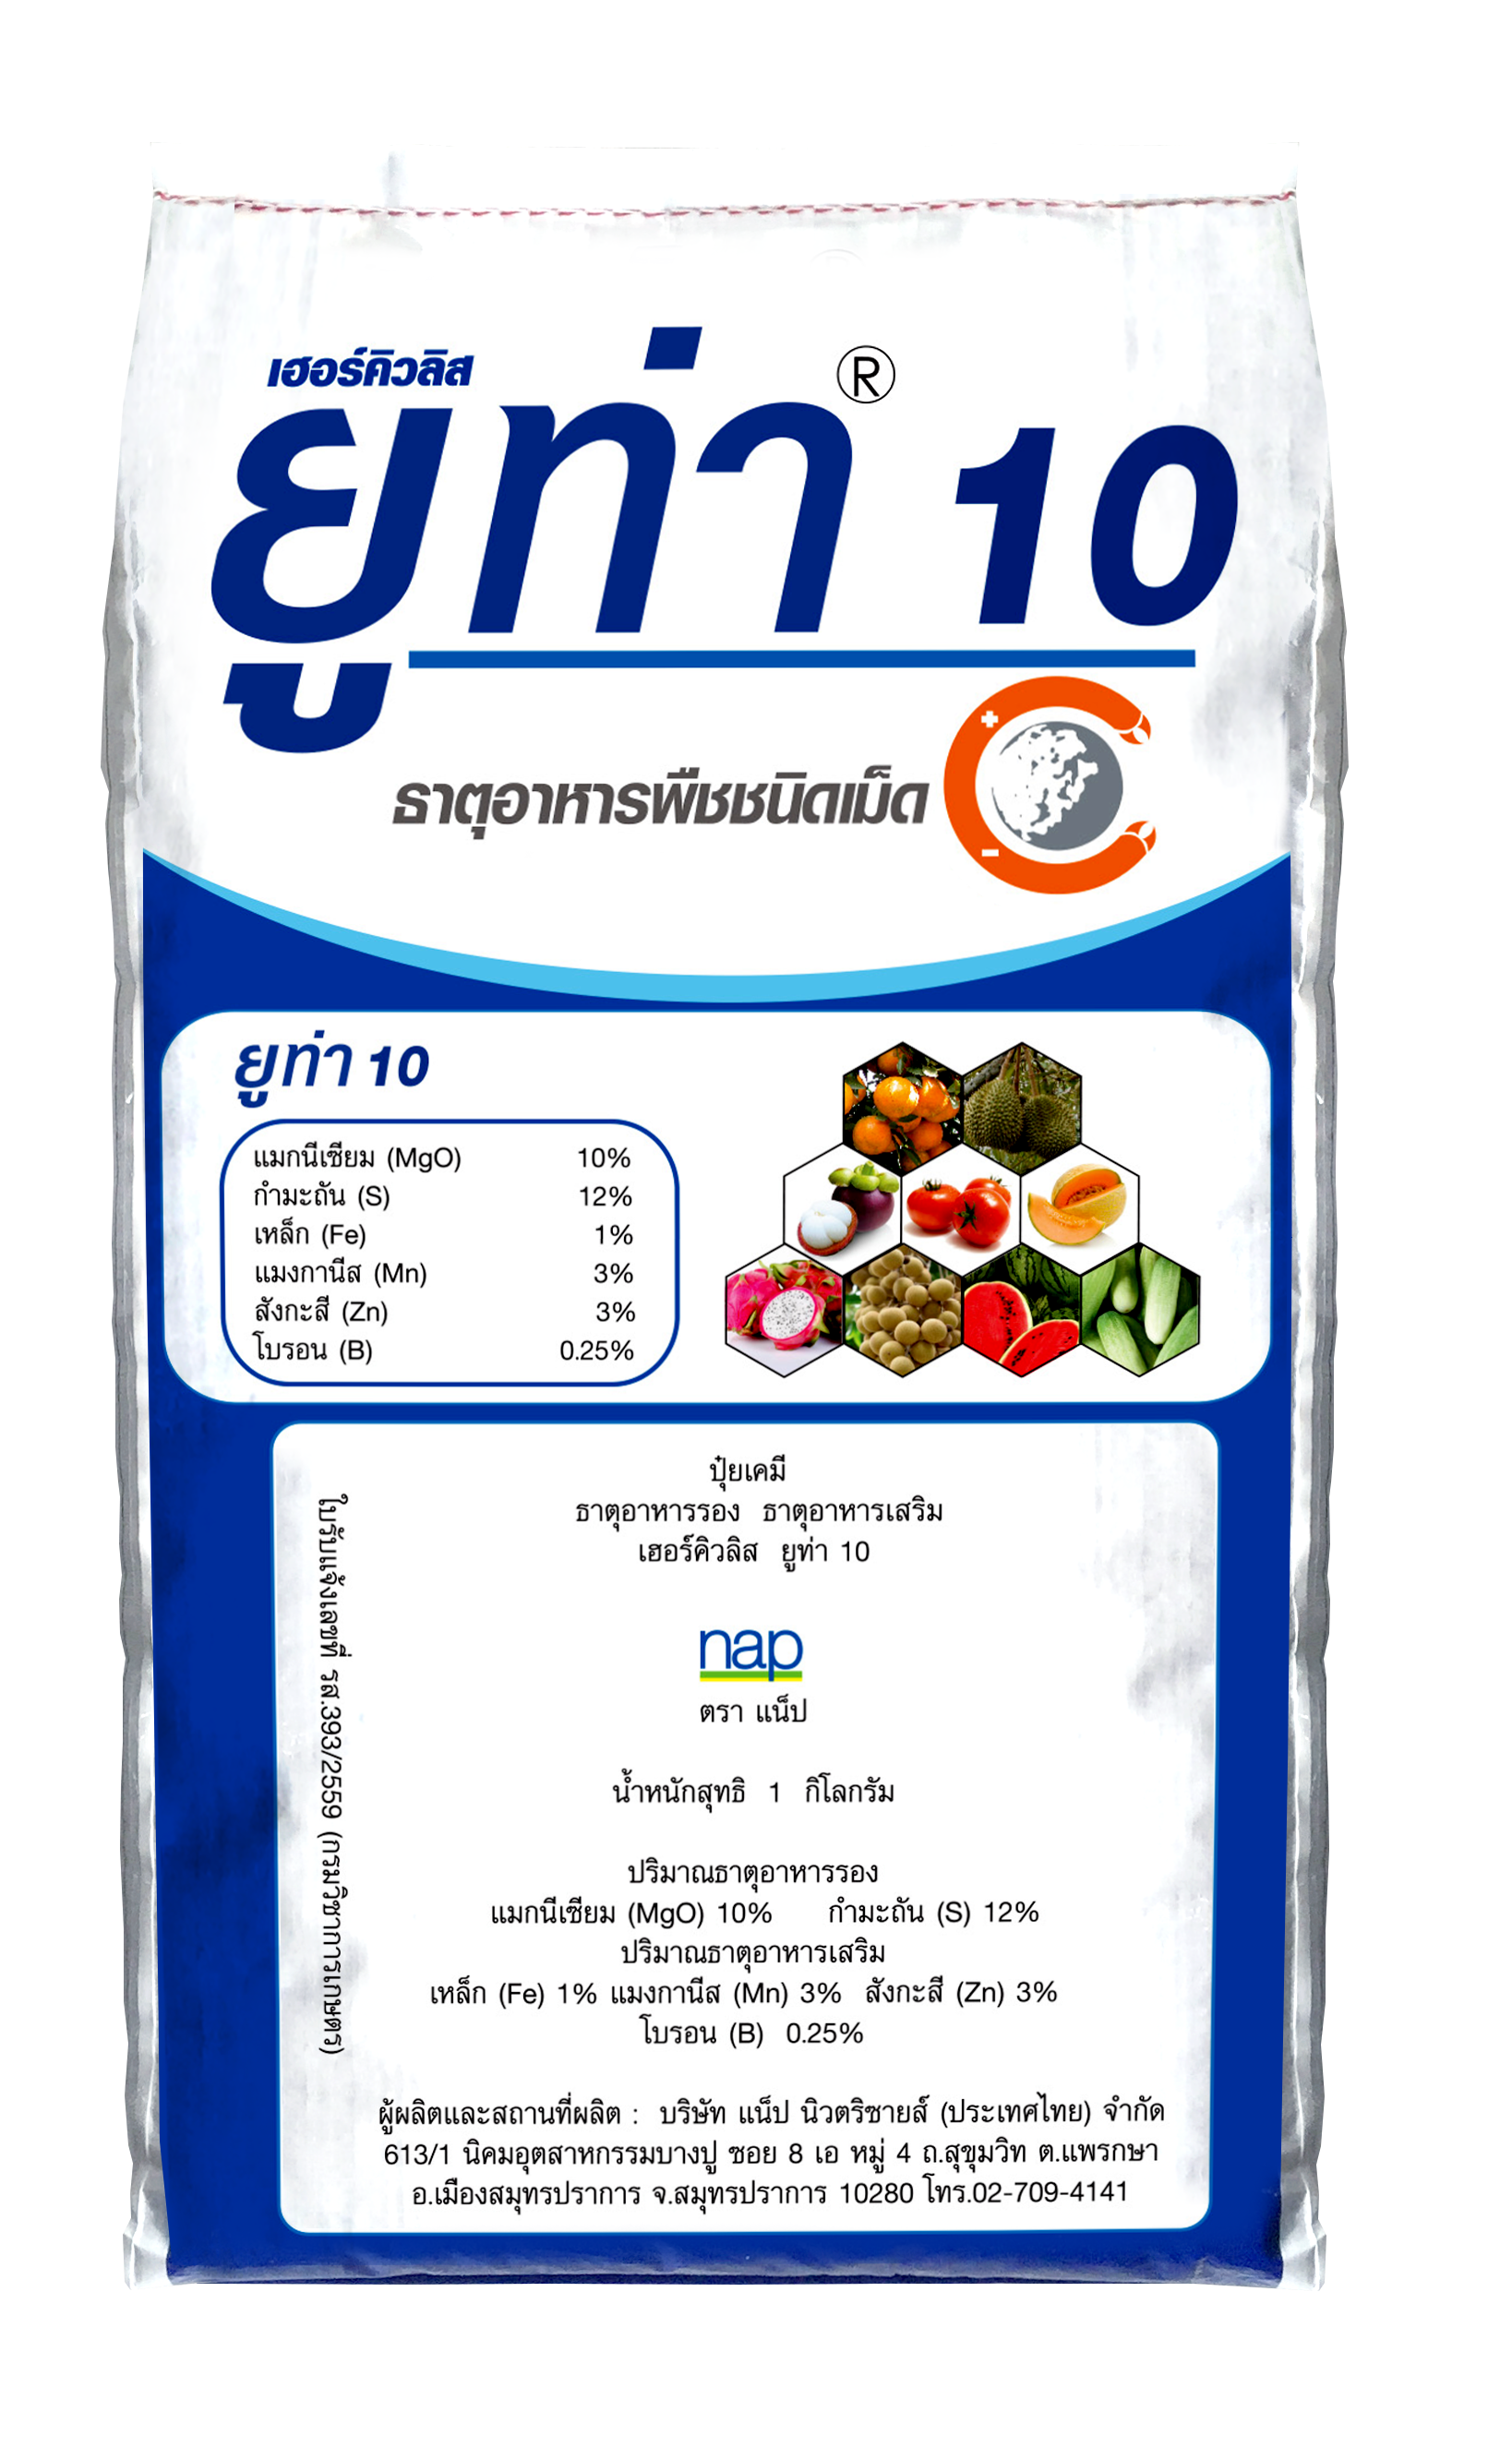 เฮอร์คิวลิส
ยูท่า® 10
ธาตุอาหารพืชชนิดเม็ด
+
-
ยูท่า 10
แมกนีเซียม (MgO) 10%
กำมะถัน (S) 12%
เหล็ก (Fe) 1%
แมงกานีส (Mn) 3%
สังกะสี (Zn) 3%
โบรอน (B) 0.25%
ปุ๋ยเคมี
ธาตุอาหารรอง ธาตุอาหารเสริม
เฮอร์คิวลิส ยูท่า 10
nap
ตรา แน็ป
น้ำหนักสุทธิ 1 กิโลกรัม
ปริมาณธาตุอาหารรอง
แมกนีเซียม (MgO) 10% กำมะถัน (S) 12%
ปริมาณธาตุอาหารเสริม
เหล็ก (Fe) 1% แมงกานีส (Mn) 3% สังกะสี (Zn) 3%
โบรอน (B) 0.25%
ผู้ผลิตและสถานที่ผลิต : บริษัท แน็ป นิวตริซายส์ (ประเทศไทย) จำกัด
613/1 นิคมอุตสาหกรรมบางปู ซอย 8 เอ หมู่ 4 ถ.สุขุมวิท ต.แพรกษา
อ.เมืองสมุทรปราการ จ.สมุทรปราการ 10280 โทร.02-709-4141
ใบรับแจ้งเลขที่ รส.393/2559 (กรมวิชาการเกษตร)